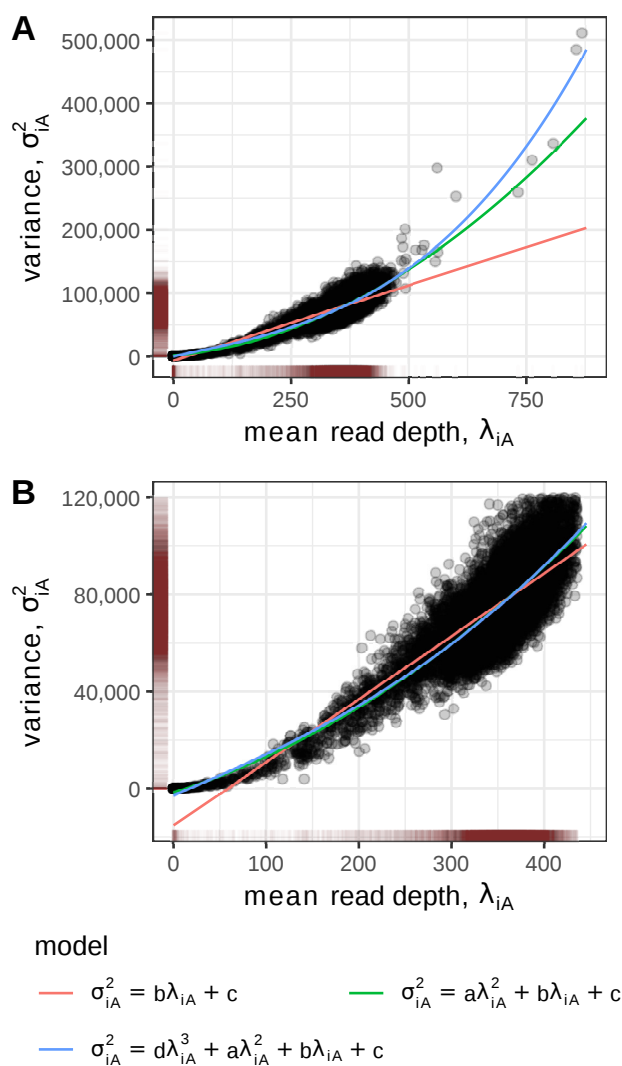 A
500,000
400,000
300,000
200,000
100,000
0
variance, σ²iA
0 250 500 750
mean read depth, λiA
B
120,000
80,000
40,000
0
variance, σ²iA
0 100 200 300 400
mean read depth, λiA
model
σ²iA = bλiA + c
σ²iA = aλ²iA + bλiA + c
σ²iA = dλ³iA + aλ²iA + bλiA + c